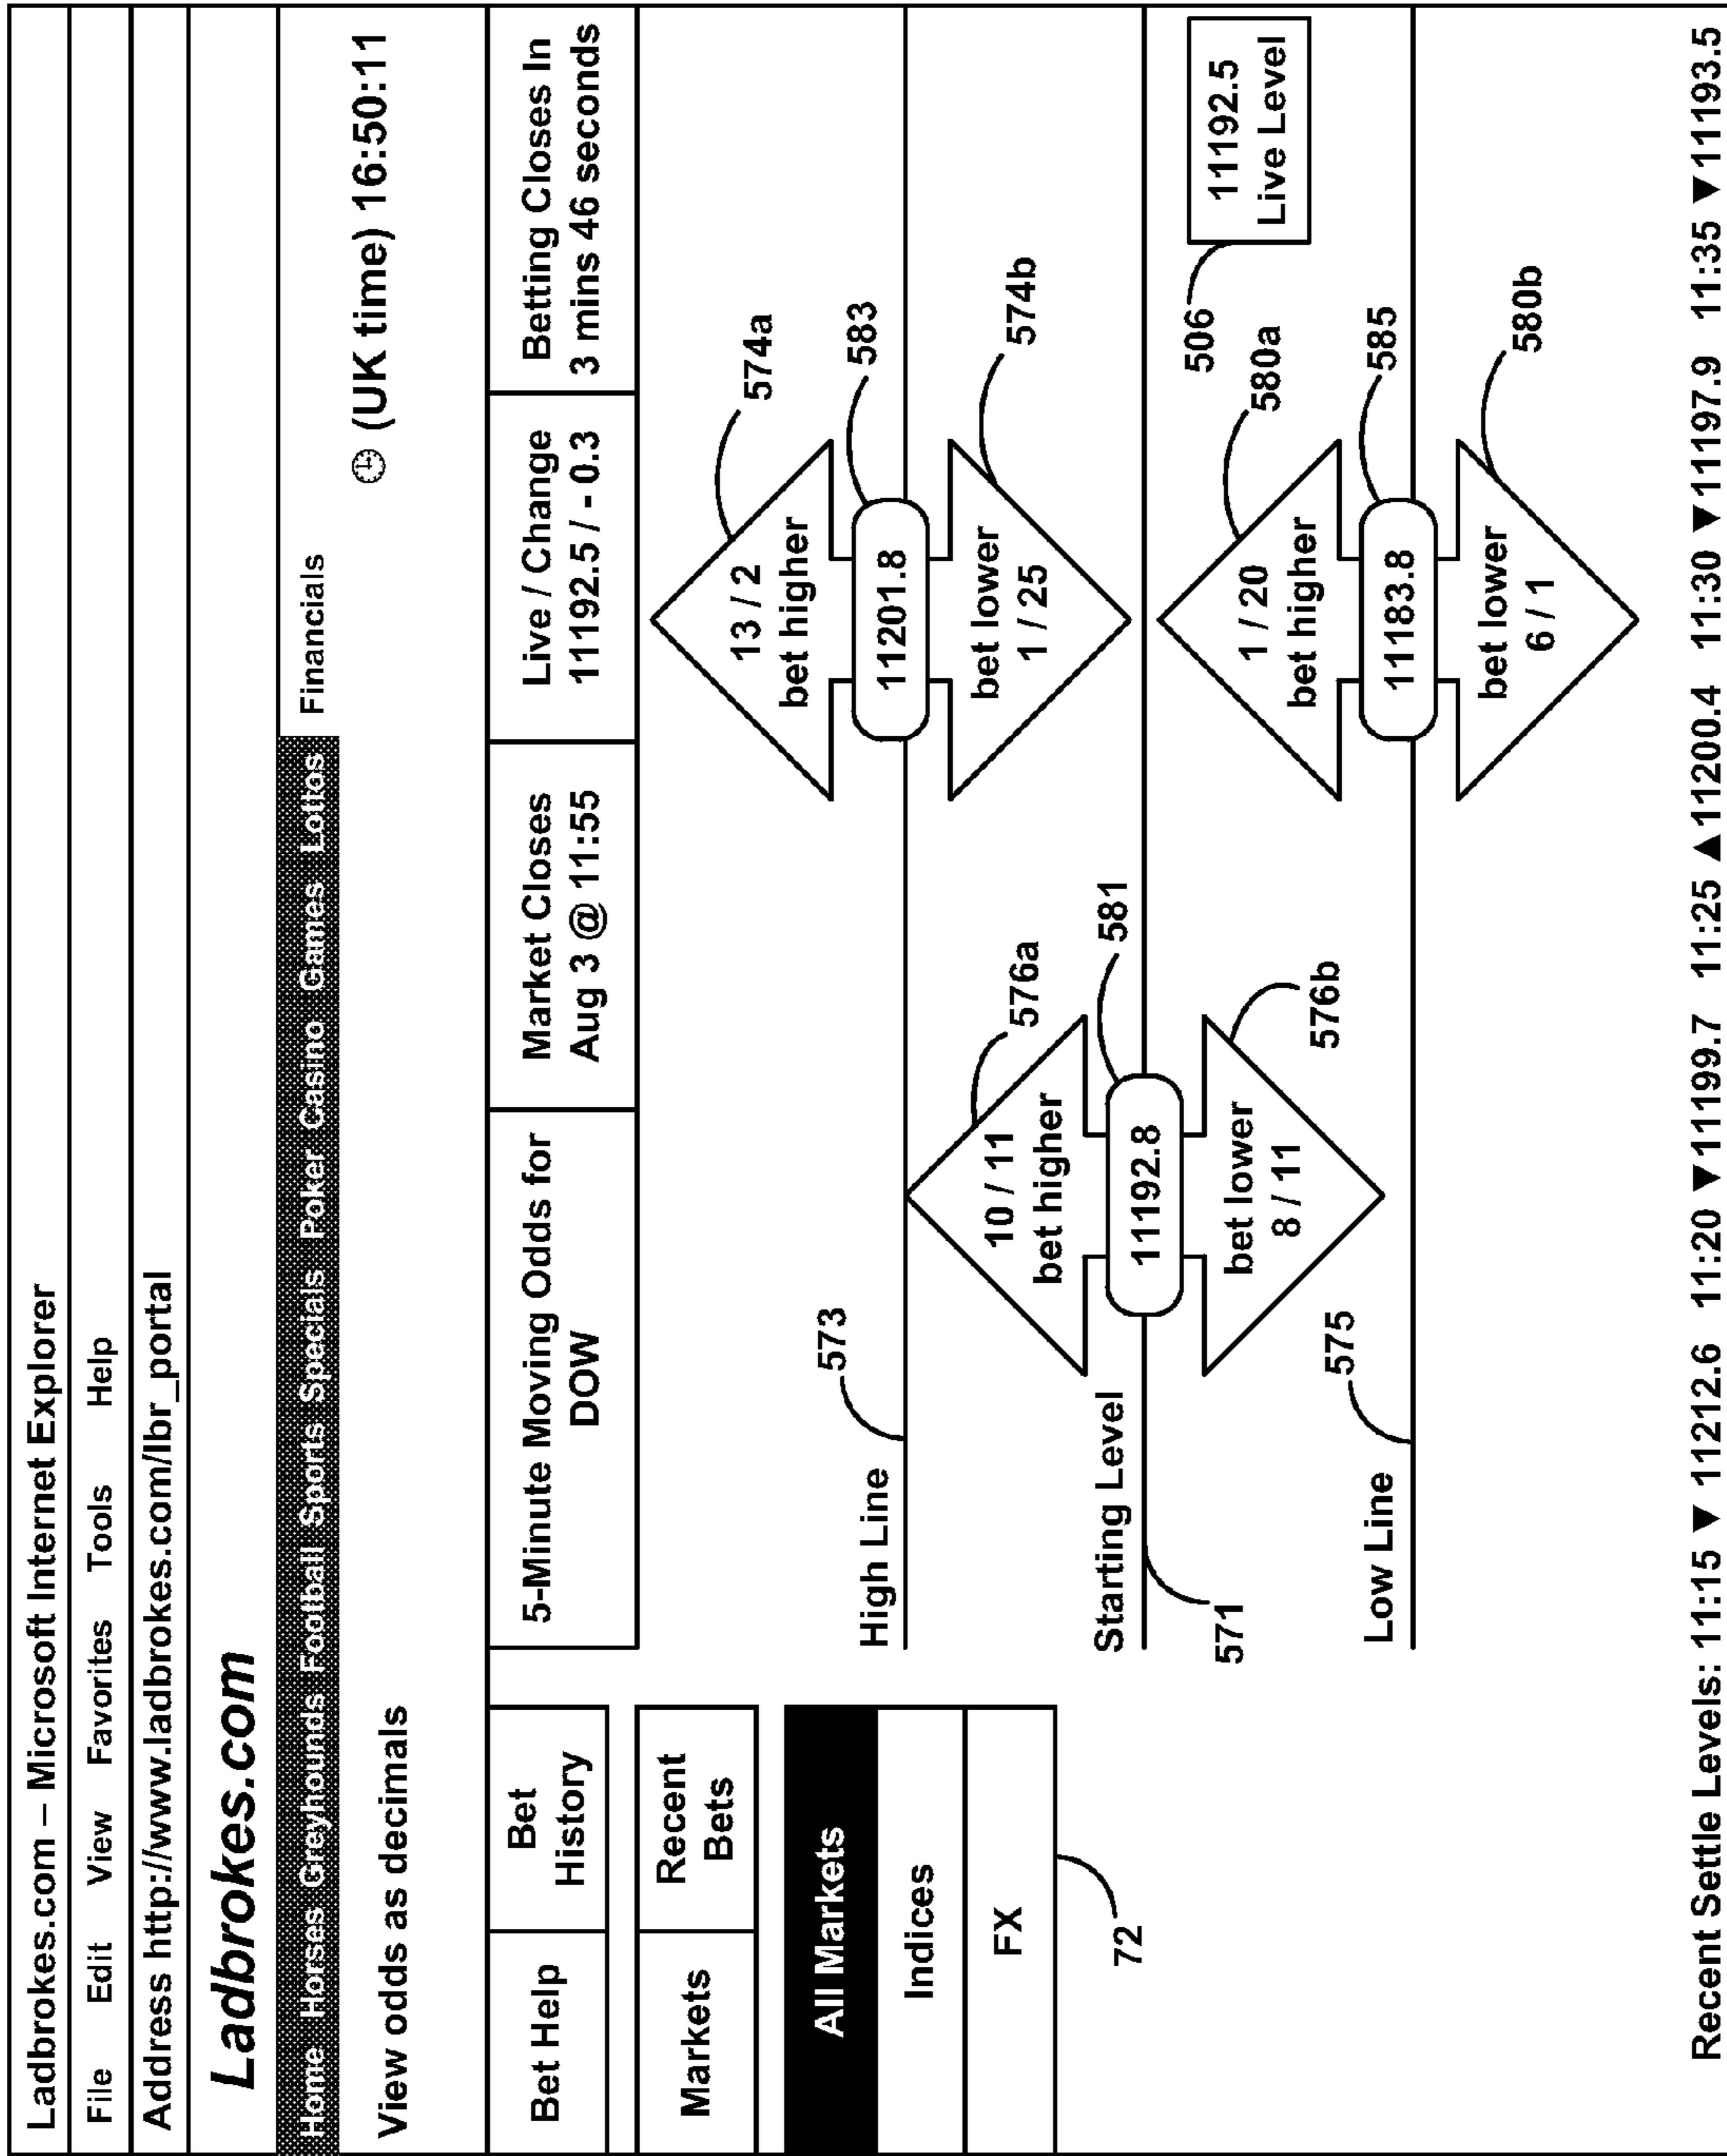 Ladbrokes.com – Microsoft Internet Explorer
File Edit View Favorites Tools Help
Address http://www.ladbrokes.com/lbr_portal
Ladbrokes.com
Home Horses Greyhounds Football Sports Specials Poker Casino Games Lottos Financials
View odds as decimals
(UK time) 16:50:11
Bet Help
Bet
History
Markets
Recent
Bets
All Markets
Indices
FX
72
5-Minute Moving Odds for
DOW
Market Closes
Aug 3 @ 11:55
Live / Change
11192.5 / - 0.3
Betting Closes In
3 mins 46 seconds
High Line
573
13 / 2
bet higher
574a
11201.8
583
bet lower
1 / 25
574b
Starting Level
571
10 / 11
bet higher
576a
11192.8
581
bet lower
8 / 11
576b
11192.5
Live Level
506
Low Line
575
1 / 20
bet higher
580a
11183.8
585
bet lower
6 / 1
580b
Recent Settle Levels: 11:15 ▼ 11212.6 11:20 ▼11199.7 11:25 ▲11200.4 11:30 ▼11197.9 11:35 ▼11193.5